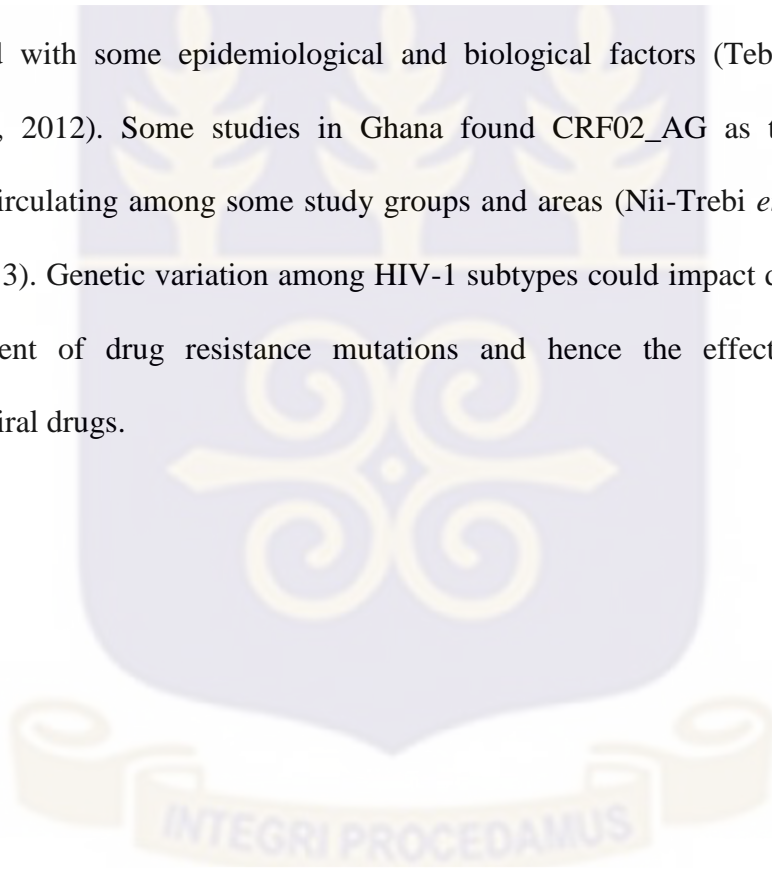 with some epidemiological and biological factors (Teb
, 2012). Some studies in Ghana found CRF02_AG as t
irculating among some study groups and areas (Nii-Trebi e
3). Genetic variation among HIV-1 subtypes could impact
ent of drug resistance mutations and hence the effect
iral drugs.
INTEGRI PROCEDAMUS